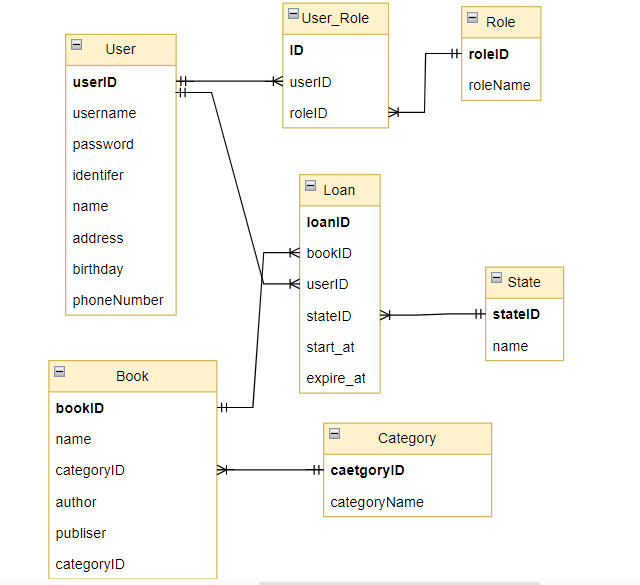 User
userID
username
password
identifer
name
address
birthday
phoneNumber
User_Role
ID
userID
roleID
Role
roleID
roleName
Loan
loanID
bookID
userID
stateID
start_at
expire_at
State
stateID
name
Book
bookID
name
categoryID
author
publiser
categoryID
Category
caetgoryID
categoryName